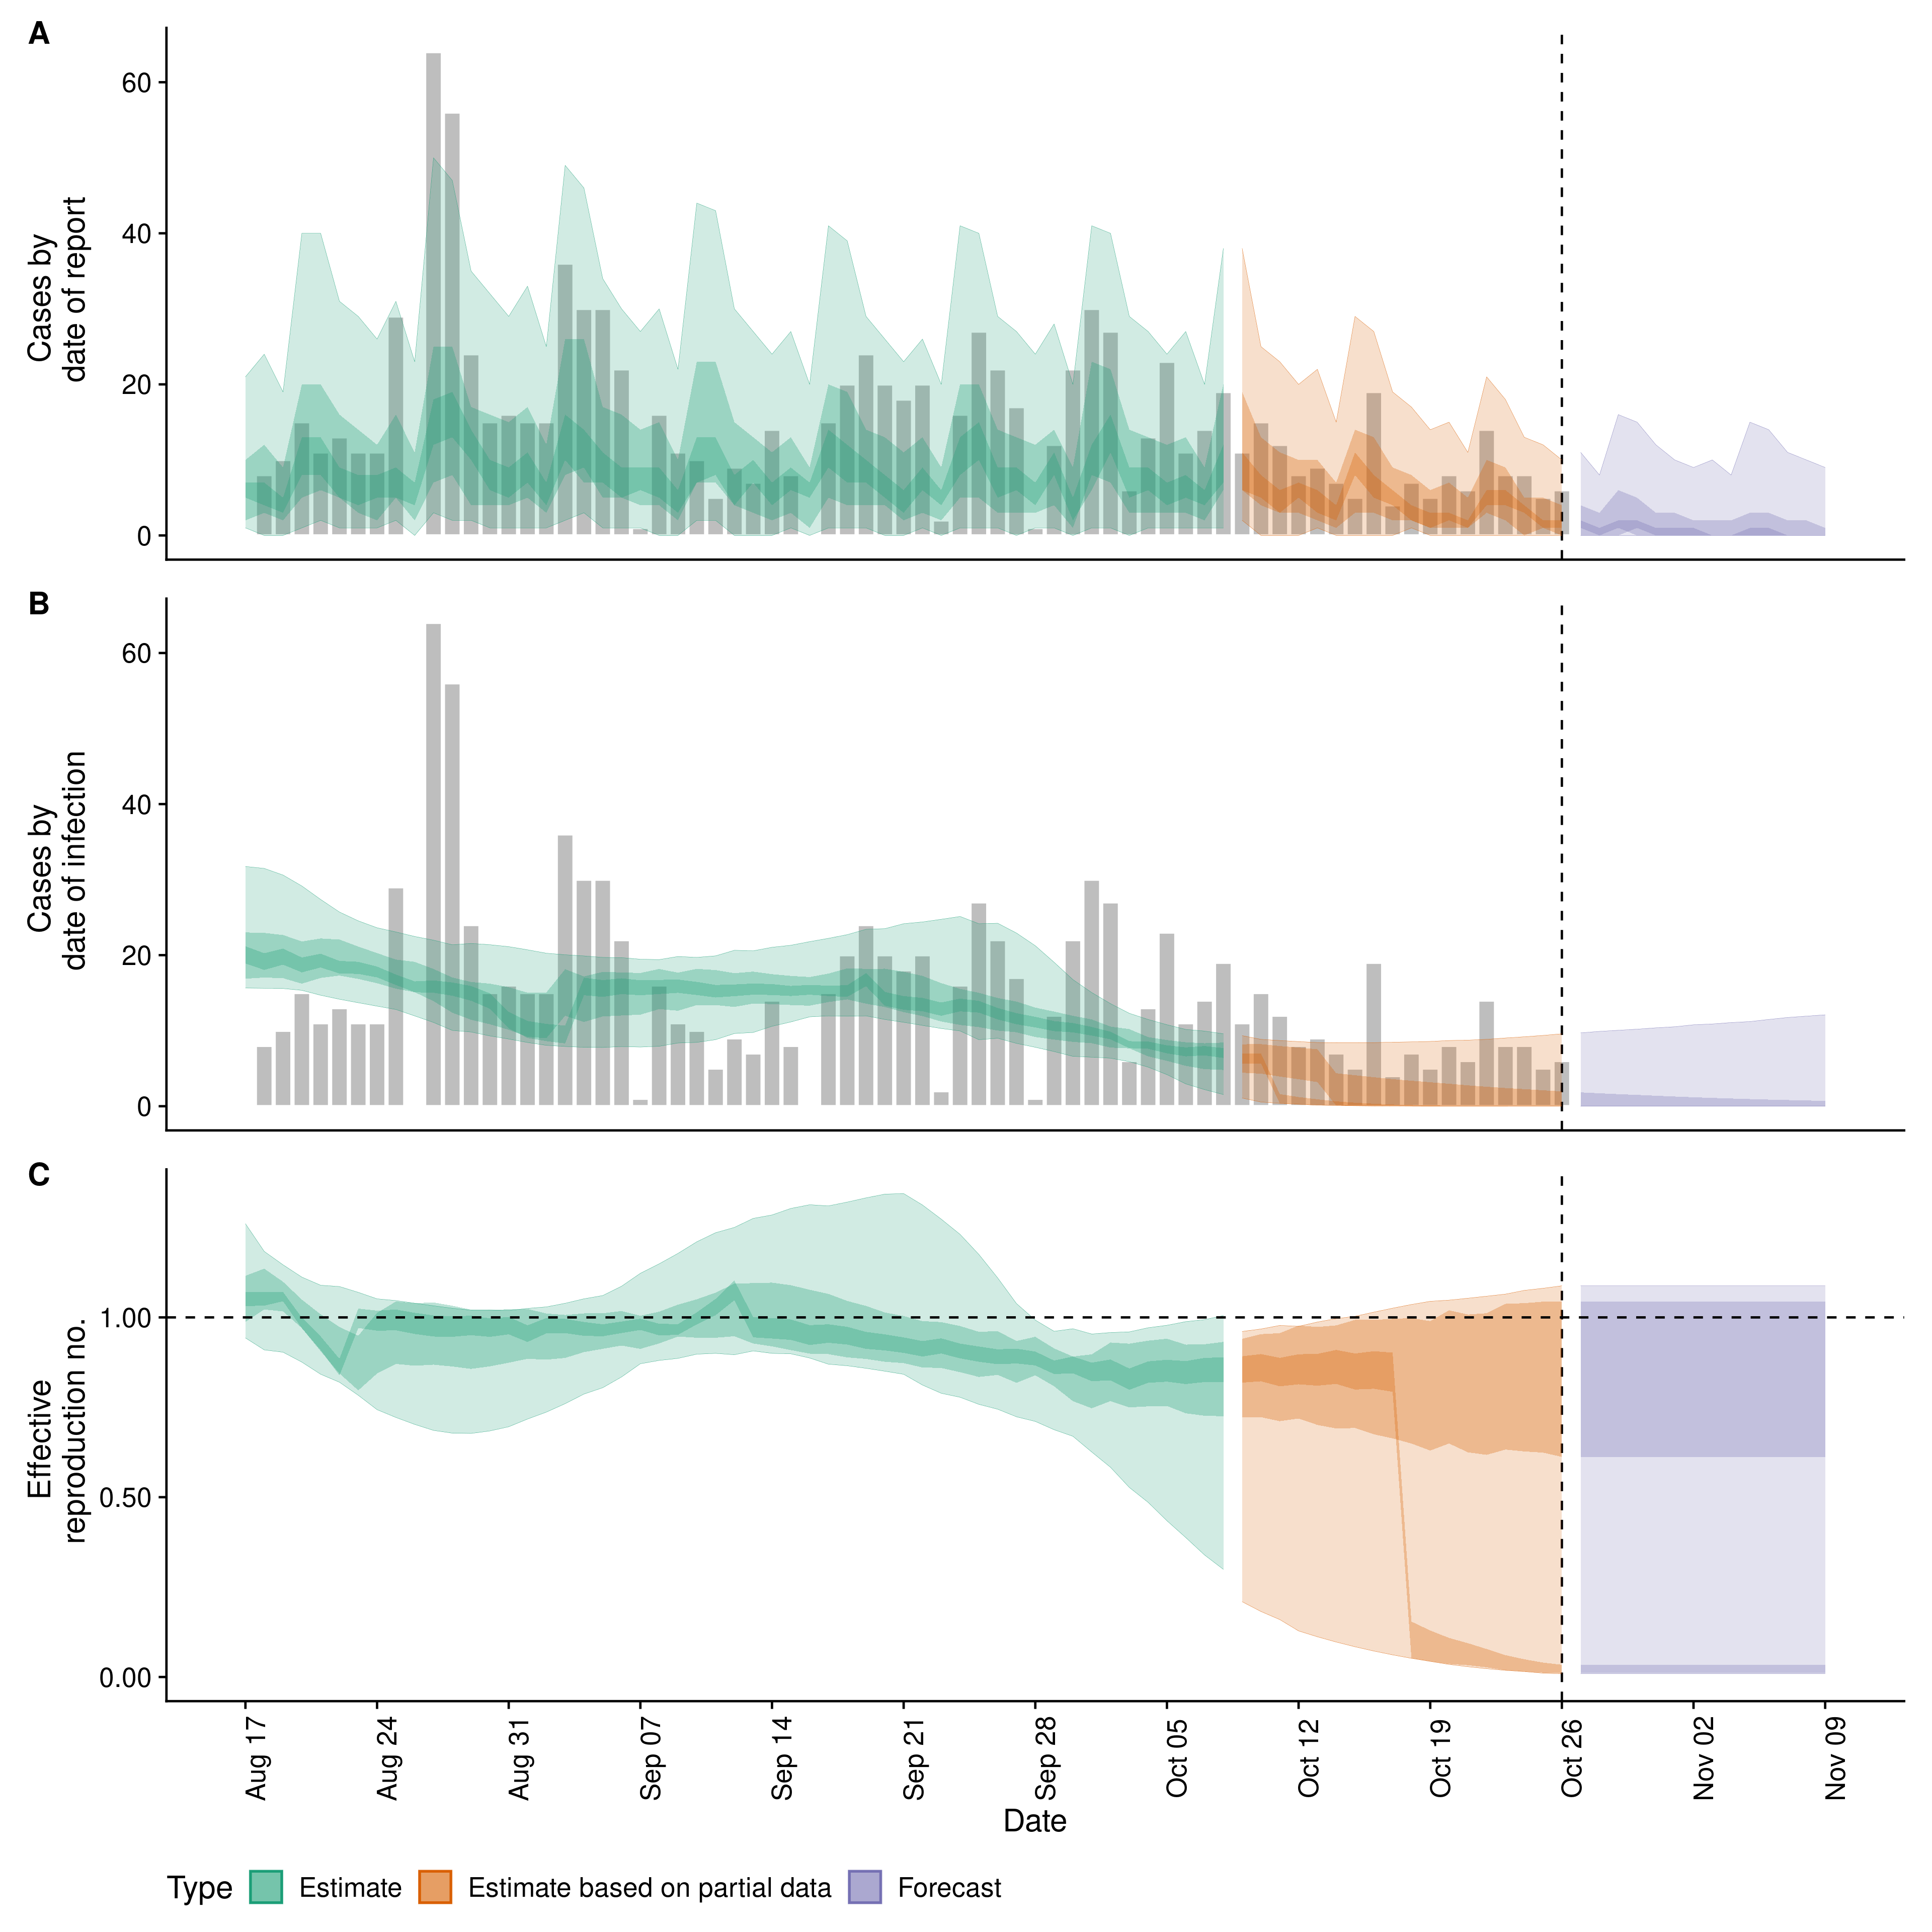 A
Cases by
date of report
60
40
20
0
B
Cases by
date of infection
60
40
20
0
C
Effective
reproduction no.
1.00
0.50
0.00
Aug 17
Aug 24
Aug 31
Sep 07
Sep 14
Sep 21
Sep 28
Oct 05
Oct 12
Oct 19
Oct 26
Nov 02
Nov 09
Date
Type Estimate Estimate based on partial data Forecast